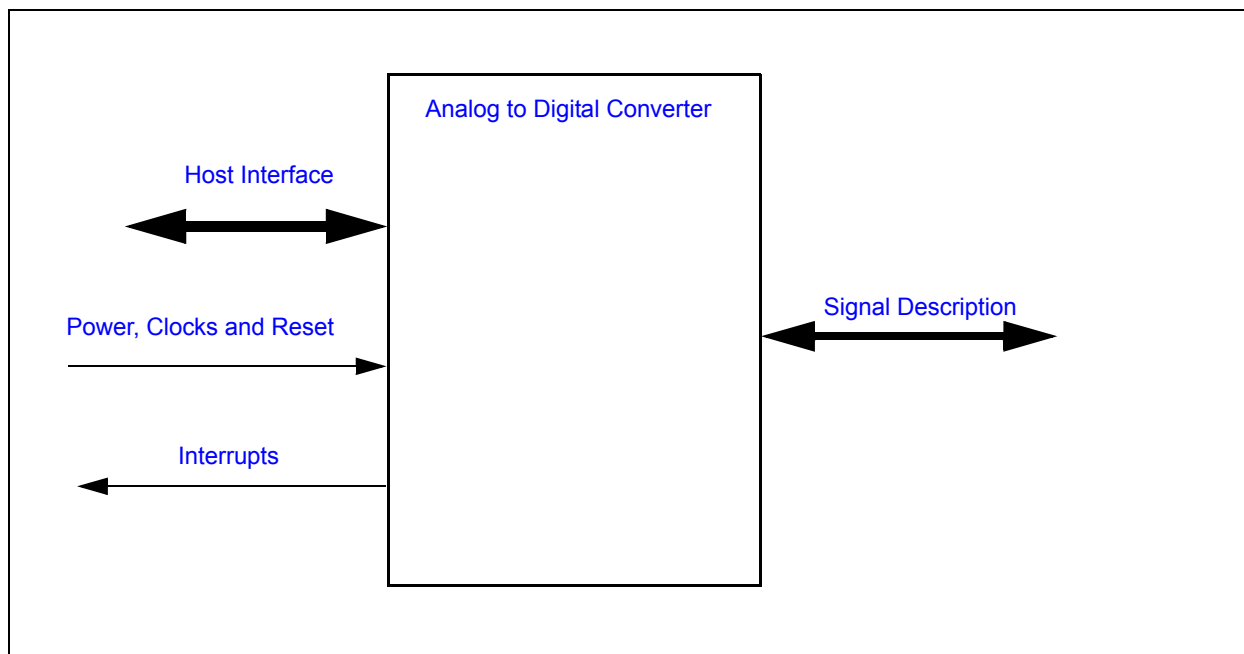 Analog to Digital Converter
Host Interface
Power, Clocks and Reset
Interrupts
Signal Description